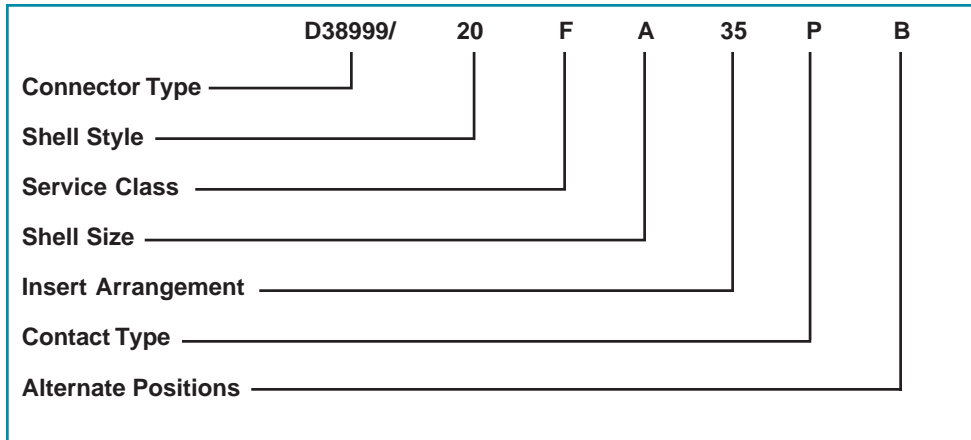 D38999/ 20 F A 35 P B
Connector Type
Shell Style
Service Class
Shell Size
Insert Arrangement
Contact Type
Alternate Positions